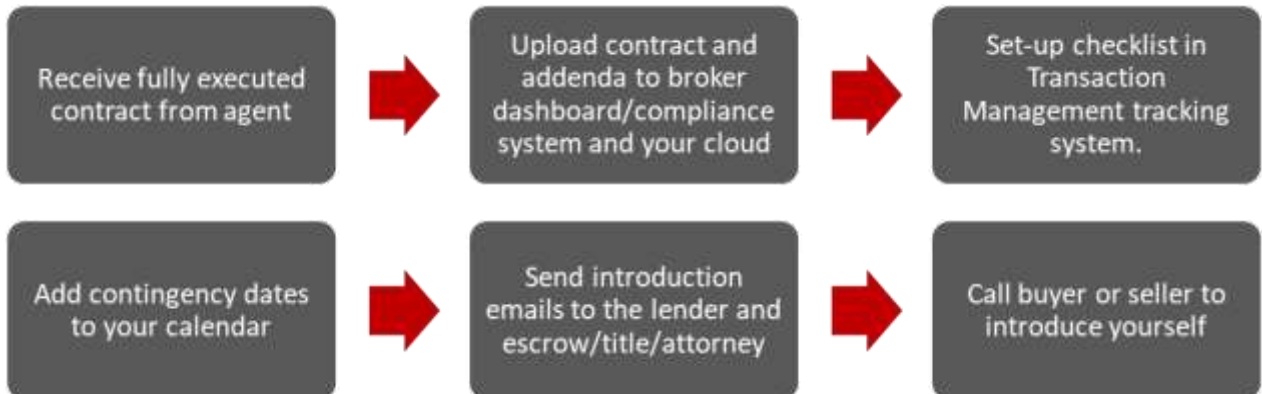 Receive fully executed
contract from agent
Upload contract and
addenda to broker
dashboard/compliance
system and your cloud
Set-up checklist in
Transaction
Management tracking
system.
Add contingency dates
to your calendar
Send introduction
emails to the lender and
escrow/title/attorney
Call buyer or seller to
introduce yourself